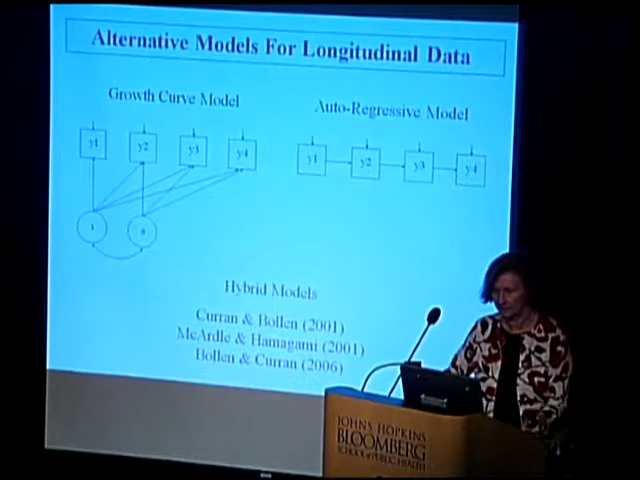 Alternative Models For Longitudinal Data
Growth Curve Model
Auto-Regressive Model
y1 y2 y3 y4
y1 y2 y3 y4
Hybrid Models
Curran & Bollen (2001)
McArdle & Hamagami (2001)
Bollen & Curran (2006)
JOHNS HOPKINS
BLOOMBERG
SCHOOL of PUBLIC HEALTH